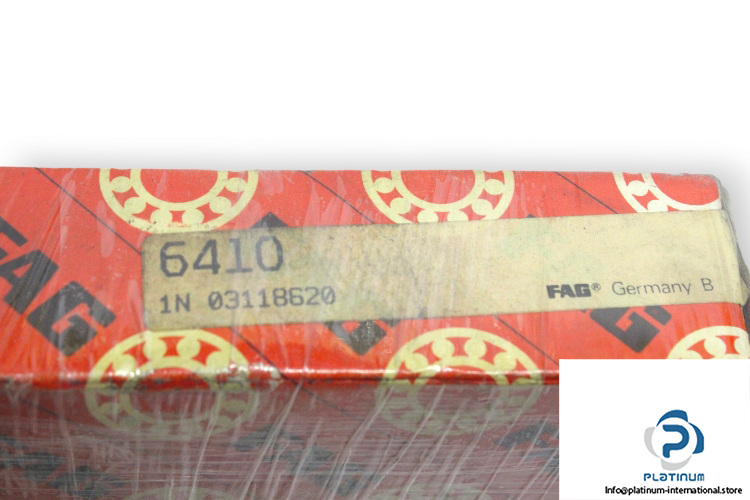 FAG
6410
1N 03118620
FAG® Germany B
FAG
PLATINUM
Info@platinum-international.store